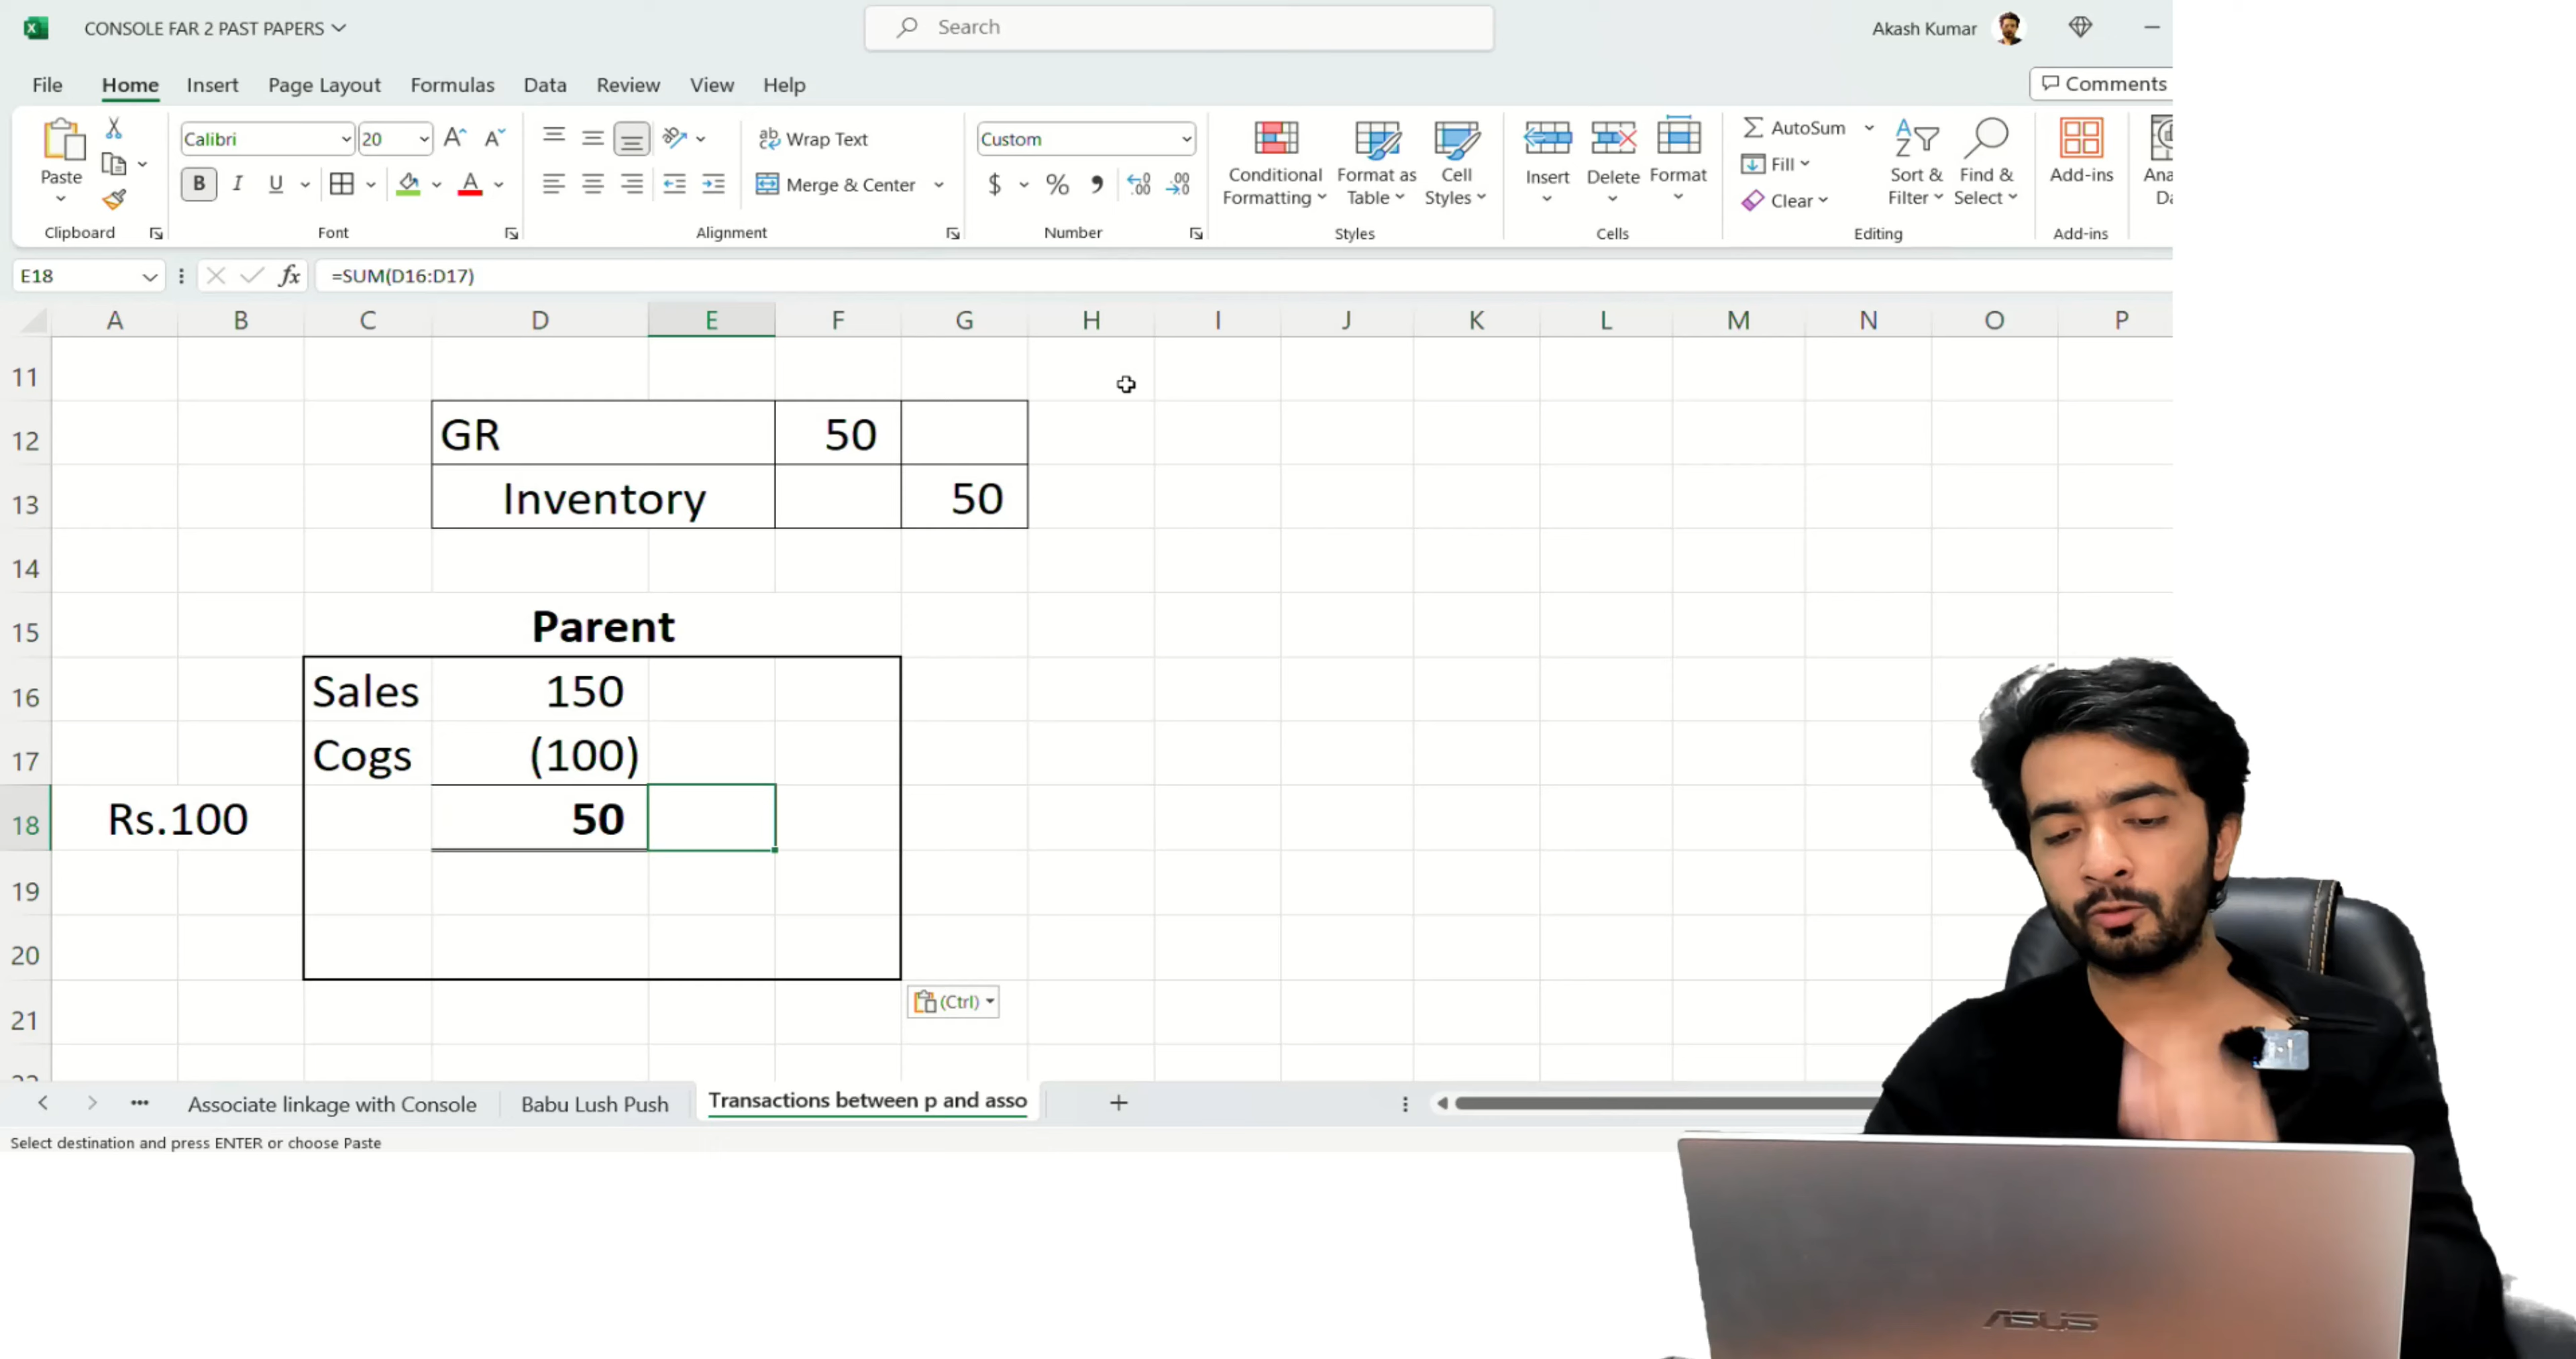 CONSOLE FAR 2 PAST PAPERS
Search
Akash Kumar
File Home Insert Page Layout Formulas Data Review View Help
Comments
Paste
Clipboard
Calibri 20
B I U
A
Font
ab Wrap Text
Merge & Center
Alignment
Custom
$ % ,
Number
Conditional Formatting
Format as Table
Cell Styles
Styles
Insert
Delete
Format
Cells
AutoSum
Fill
Clear
Sort & Filter
Find & Select
Editing
Add-ins
Add-ins
E18 fx =SUM(D16:D17)
A B C D E F G H I J K L M N O P
11
12 GR 50
13 Inventory 50
14
15 Parent
16 Sales 150
17 Cogs (100)
18 Rs.100 50
19
20
(Ctrl)
21
Associate linkage with Console Babu Lush Push Transactions between p and asso
Select destination and press ENTER or choose Paste
ASUS